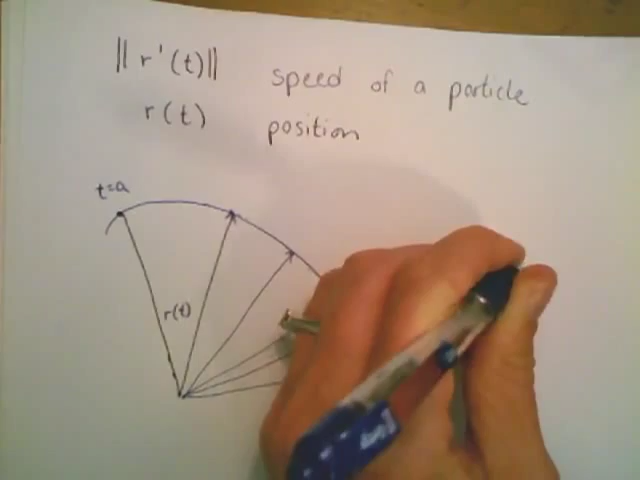 || r'(t)|| speed of a particle
r(t) position
t=a
r(t)